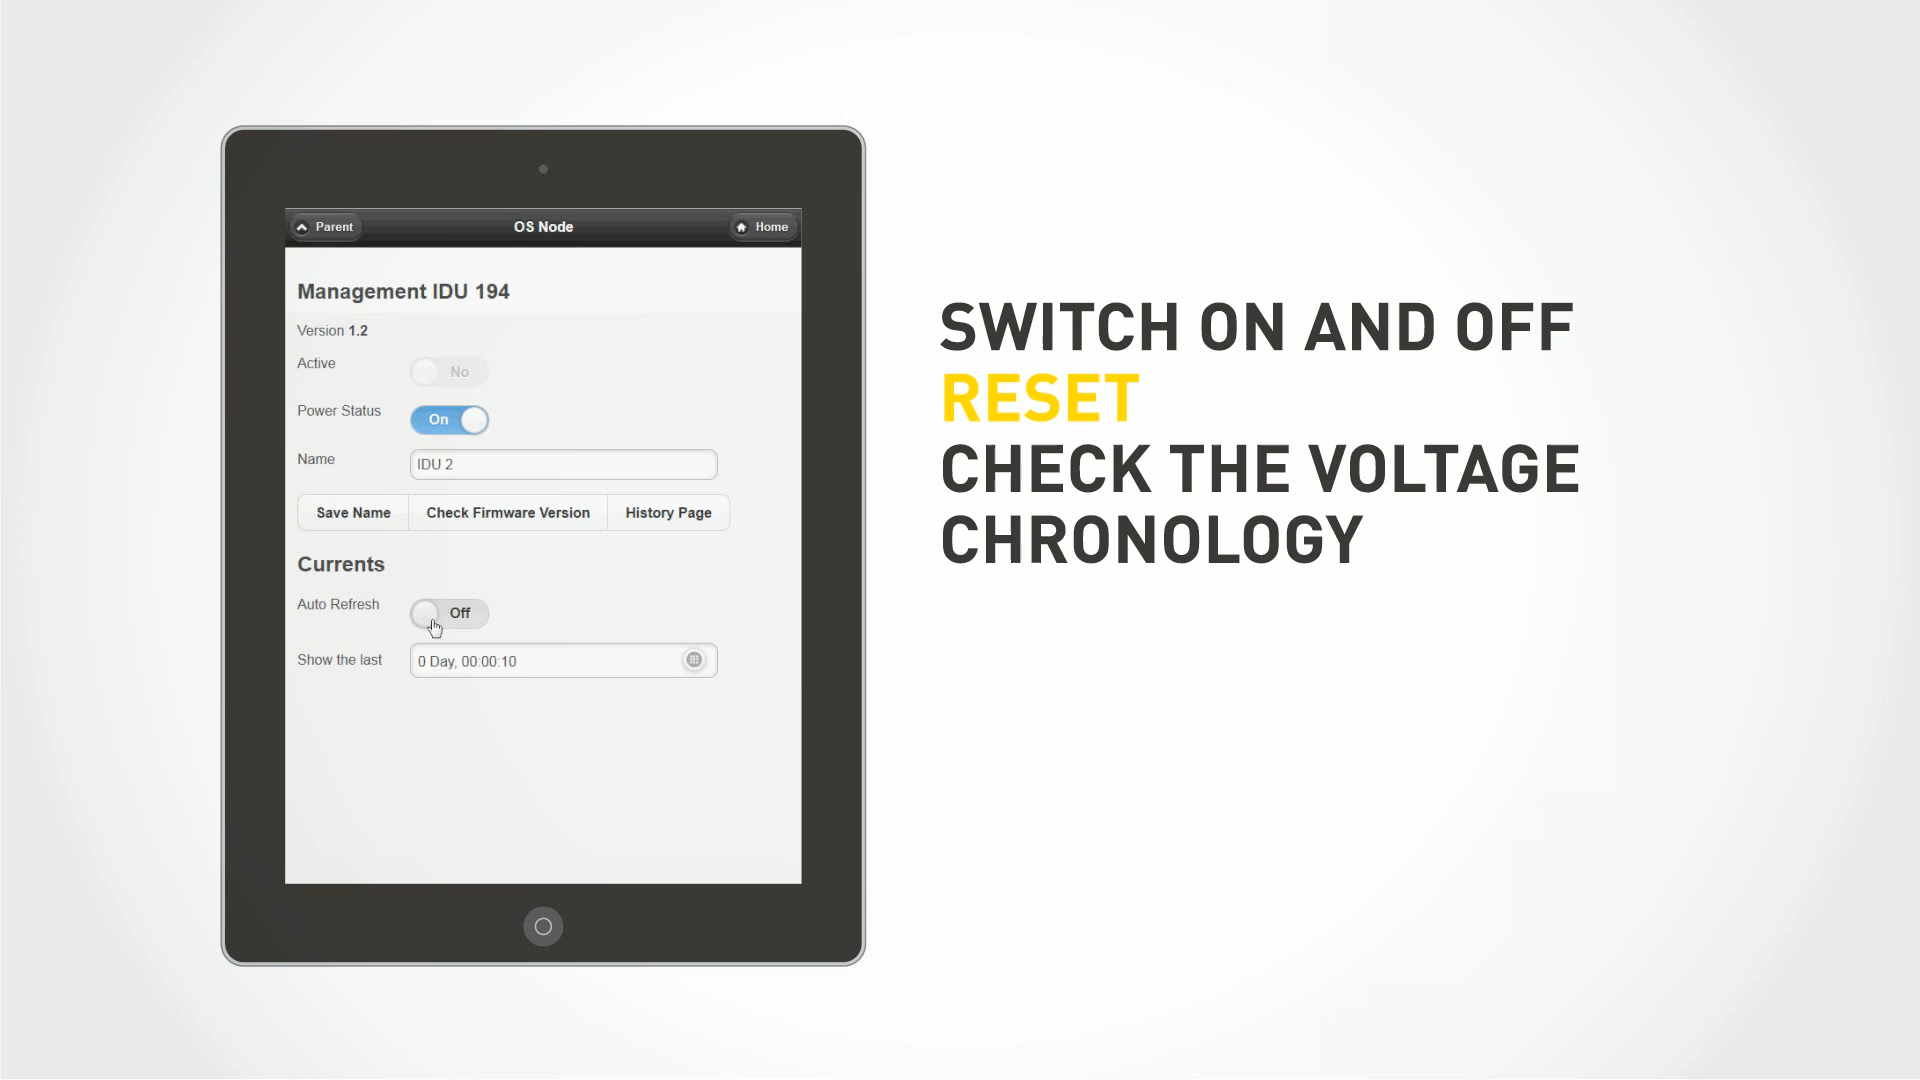 Parent
OS Node
Home
Management IDU 194
Version 1.2
Active
No
Power Status
On
Name
IDU 2
Save Name
Check Firmware Version
History Page
Currents
Auto Refresh
Off
Show the last
0 Day, 00:00:10
SWITCH ON AND OFF
RESET
CHECK THE VOLTAGE
CHRONOLOGY